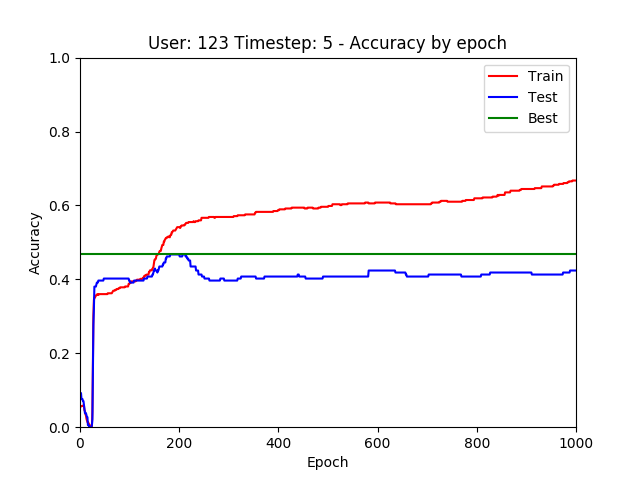 User: 123 Timestep: 5 - Accuracy by epoch
1.0
0.8
0.6
0.4
0.2
0.0
Accuracy
Train
Test
Best
0 200 400 600 800 1000
Epoch